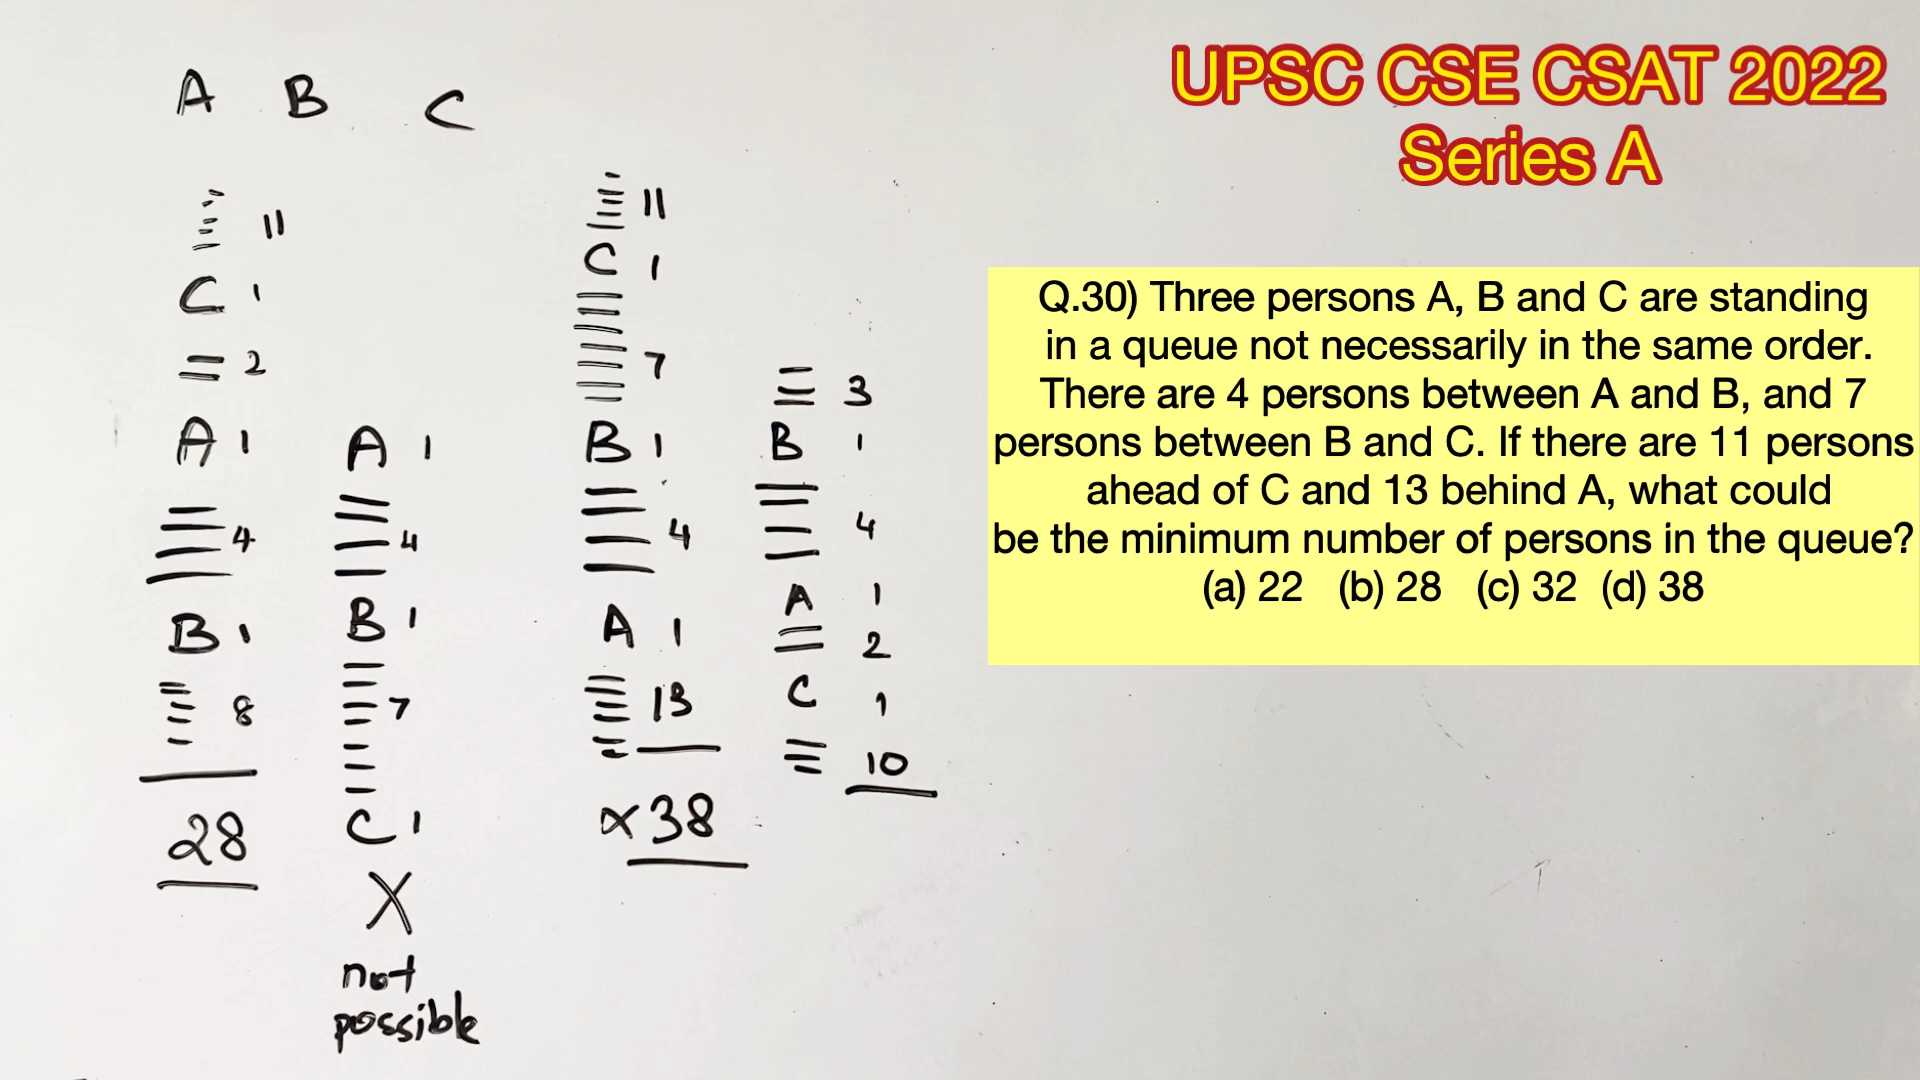 UPSC CSE CSAT 2022
Series A
Q.30) Three persons A, B and C are standing
in a queue not necessarily in the same order.
There are 4 persons between A and B, and 7
persons between B and C. If there are 11 persons
ahead of C and 13 behind A, what could
be the minimum number of persons in the queue?
(a) 22 (b) 28 (c) 32 (d) 38
A B C
11
C 1
2
A 1
4
B 1
8
28
A 1
4
B 1
7
C 1
X
not
possible
11
C 1
7
B 1
4
A 1
13
×38
3
B 1
4
A 1
2
C 1
10